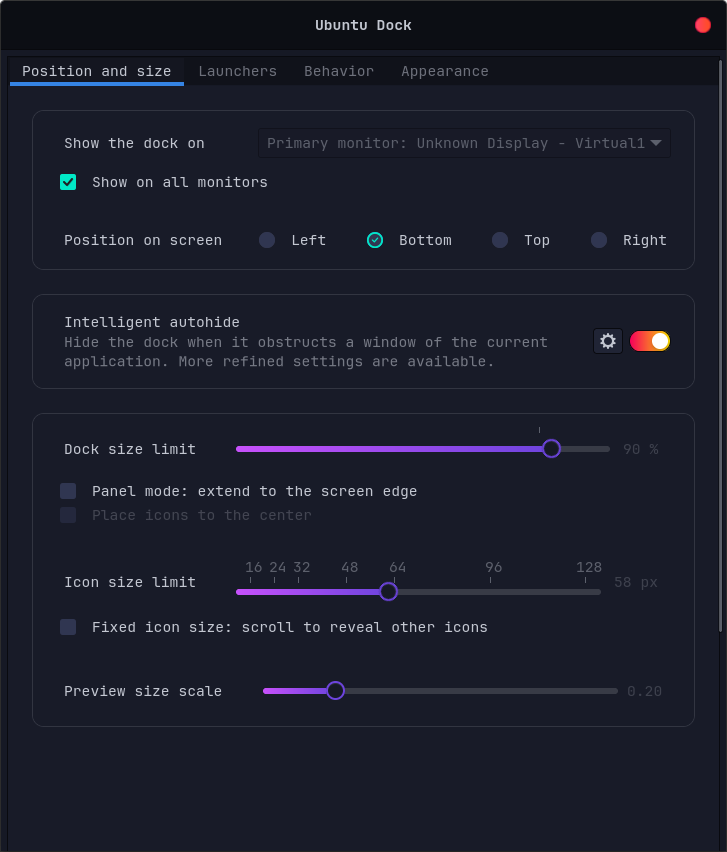 Ubuntu Dock
Position and size Launchers Behavior Appearance
Show the dock on Primary monitor: Unknown Display - Virtual1
Show on all monitors
Position on screen Left Bottom Top Right
Intelligent autohide
Hide the dock when it obstructs a window of the current
application. More refined settings are available.
Dock size limit 90 %
Panel mode: extend to the screen edge
Place icons to the center
16 24 32 48 64 96 128
Icon size limit 58 px
Fixed icon size: scroll to reveal other icons
Preview size scale 0.20